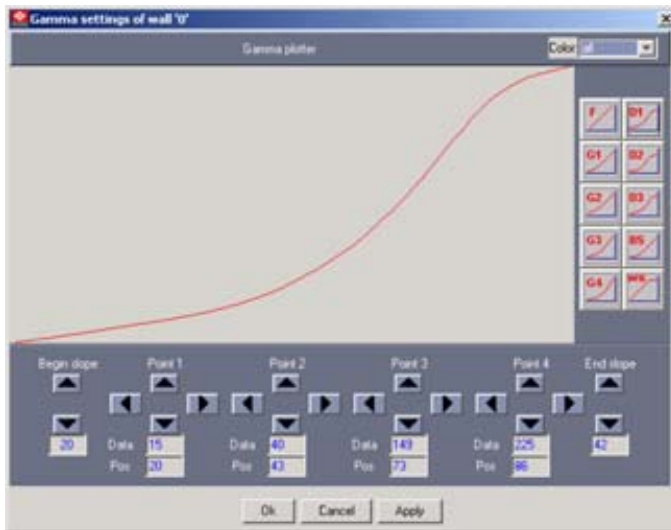 Gamma settings of wall '0'
Gamma plotter
Color all
F D1
G1 D2
G2 D3
G3 BS
G4
Begin slope Point 1 Point 2 Point 3 Point 4 End slope
20 Data 15 Data 40 Data 149 Data 225 42
Pos 20 Pos 43 Pos 73 Pos 86
Ok Cancel Apply